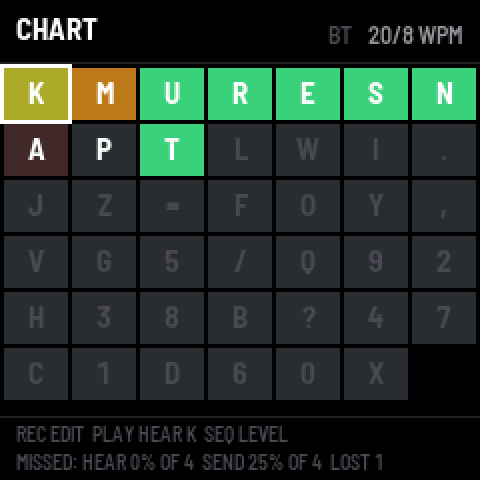 CHART
BT 20/8 WPM
K M U R E S N
A P T L W I .
J Z = F O Y ,
V G 5 / Q 9 2
H 3 8 B ? 4 7
C 1 D 6 0 X
REC EDIT PLAY HEAR K SEQ LEVEL
MISSED: HEAR 0% OF 4 SEND 25% OF 4 LOST 1